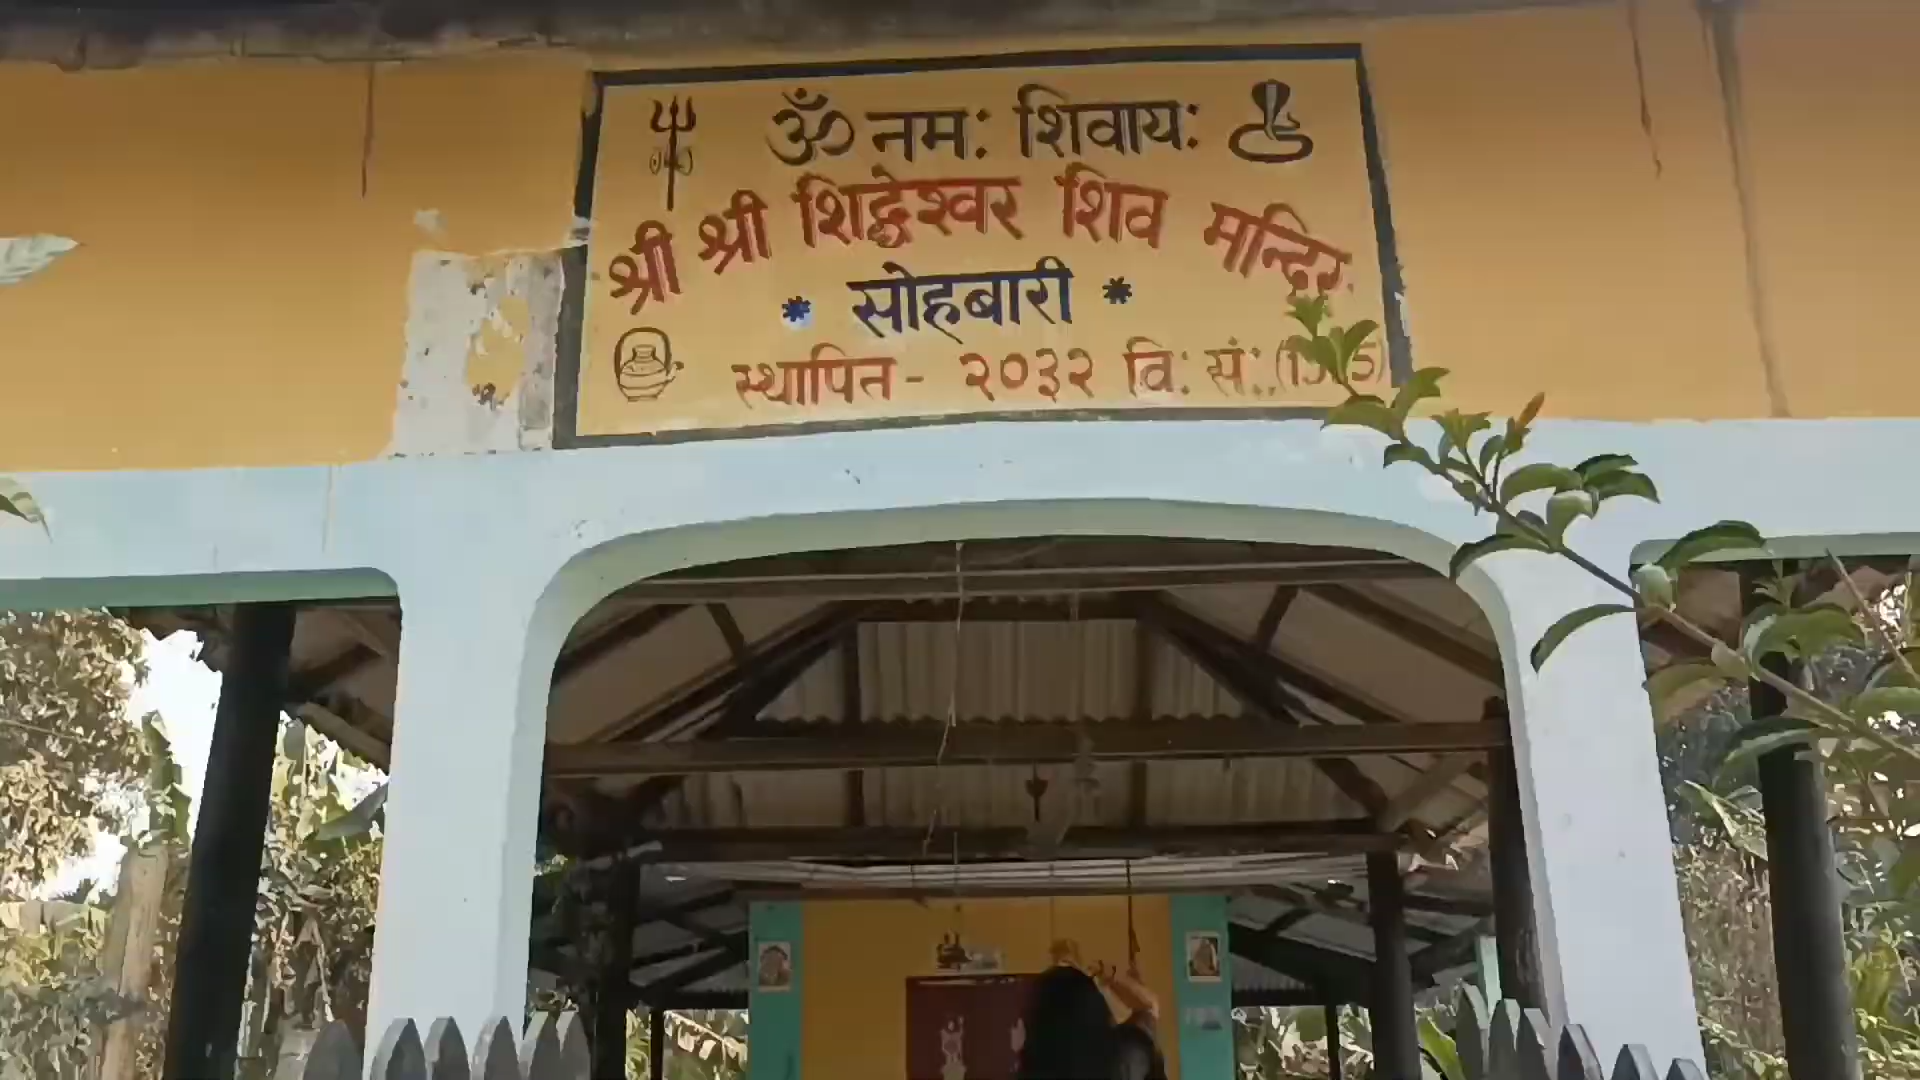 ॐ नमः शिवायः
श्री श्री शिद्धेश्वर शिव मन्दिर
* सोहबारी *
स्थापित - २०३२ वि: सं: